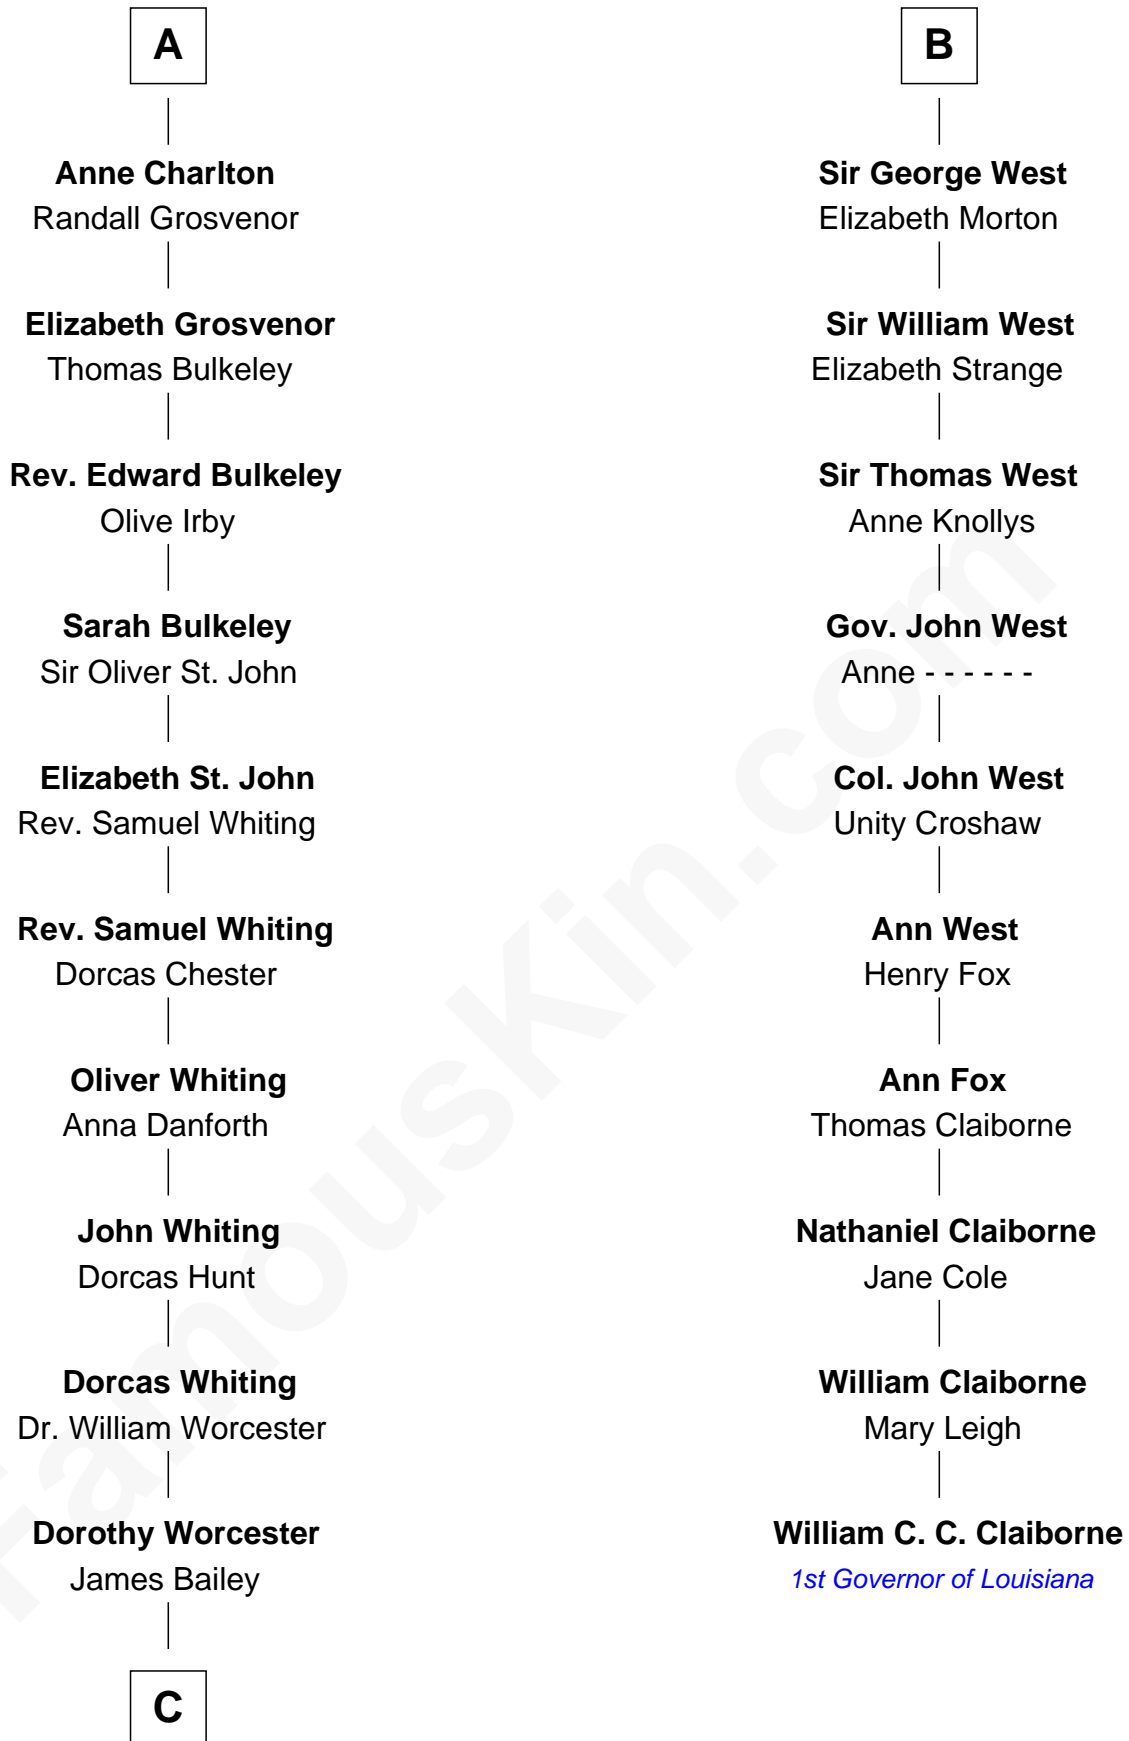 A
Anne Charlton
Randall Grosvenor
Elizabeth Grosvenor
Thomas Bulkeley
Rev. Edward Bulkeley
Olive Irby
Sarah Bulkeley
Sir Oliver St. John
Elizabeth St. John
Rev. Samuel Whiting
Rev. Samuel Whiting
Dorcas Chester
Oliver Whiting
Anna Danforth
John Whiting
Dorcas Hunt
Dorcas Whiting
Dr. William Worcester
Dorothy Worcester
James Bailey
C
B
Sir George West
Elizabeth Morton
Sir William West
Elizabeth Strange
Sir Thomas West
Anne Knollys
Gov. John West
Anne - - - - - -
Col. John West
Unity Croshaw
Ann West
Henry Fox
Ann Fox
Thomas Claiborne
Nathaniel Claiborne
Jane Cole
William Claiborne
Mary Leigh
William C. C. Claiborne
1st Governor of Louisiana
FamousKin.com